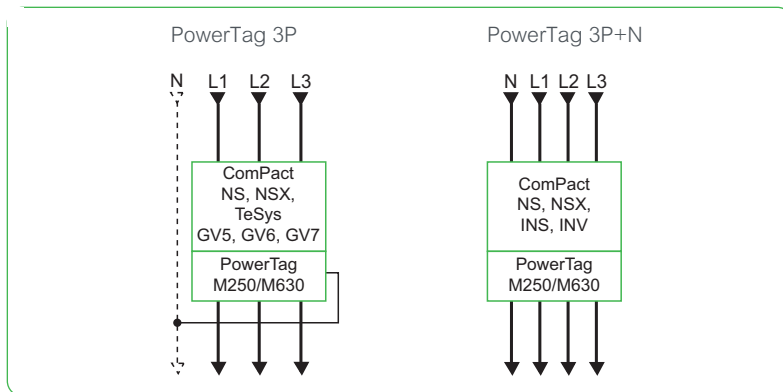 PowerTag 3P
N L1 L2 L3
ComPact
NS, NSX,
TeSys
GV5, GV6, GV7
PowerTag
M250/M630
PowerTag 3P+N
N L1 L2 L3
ComPact
NS, NSX,
INS, INV
PowerTag
M250/M630